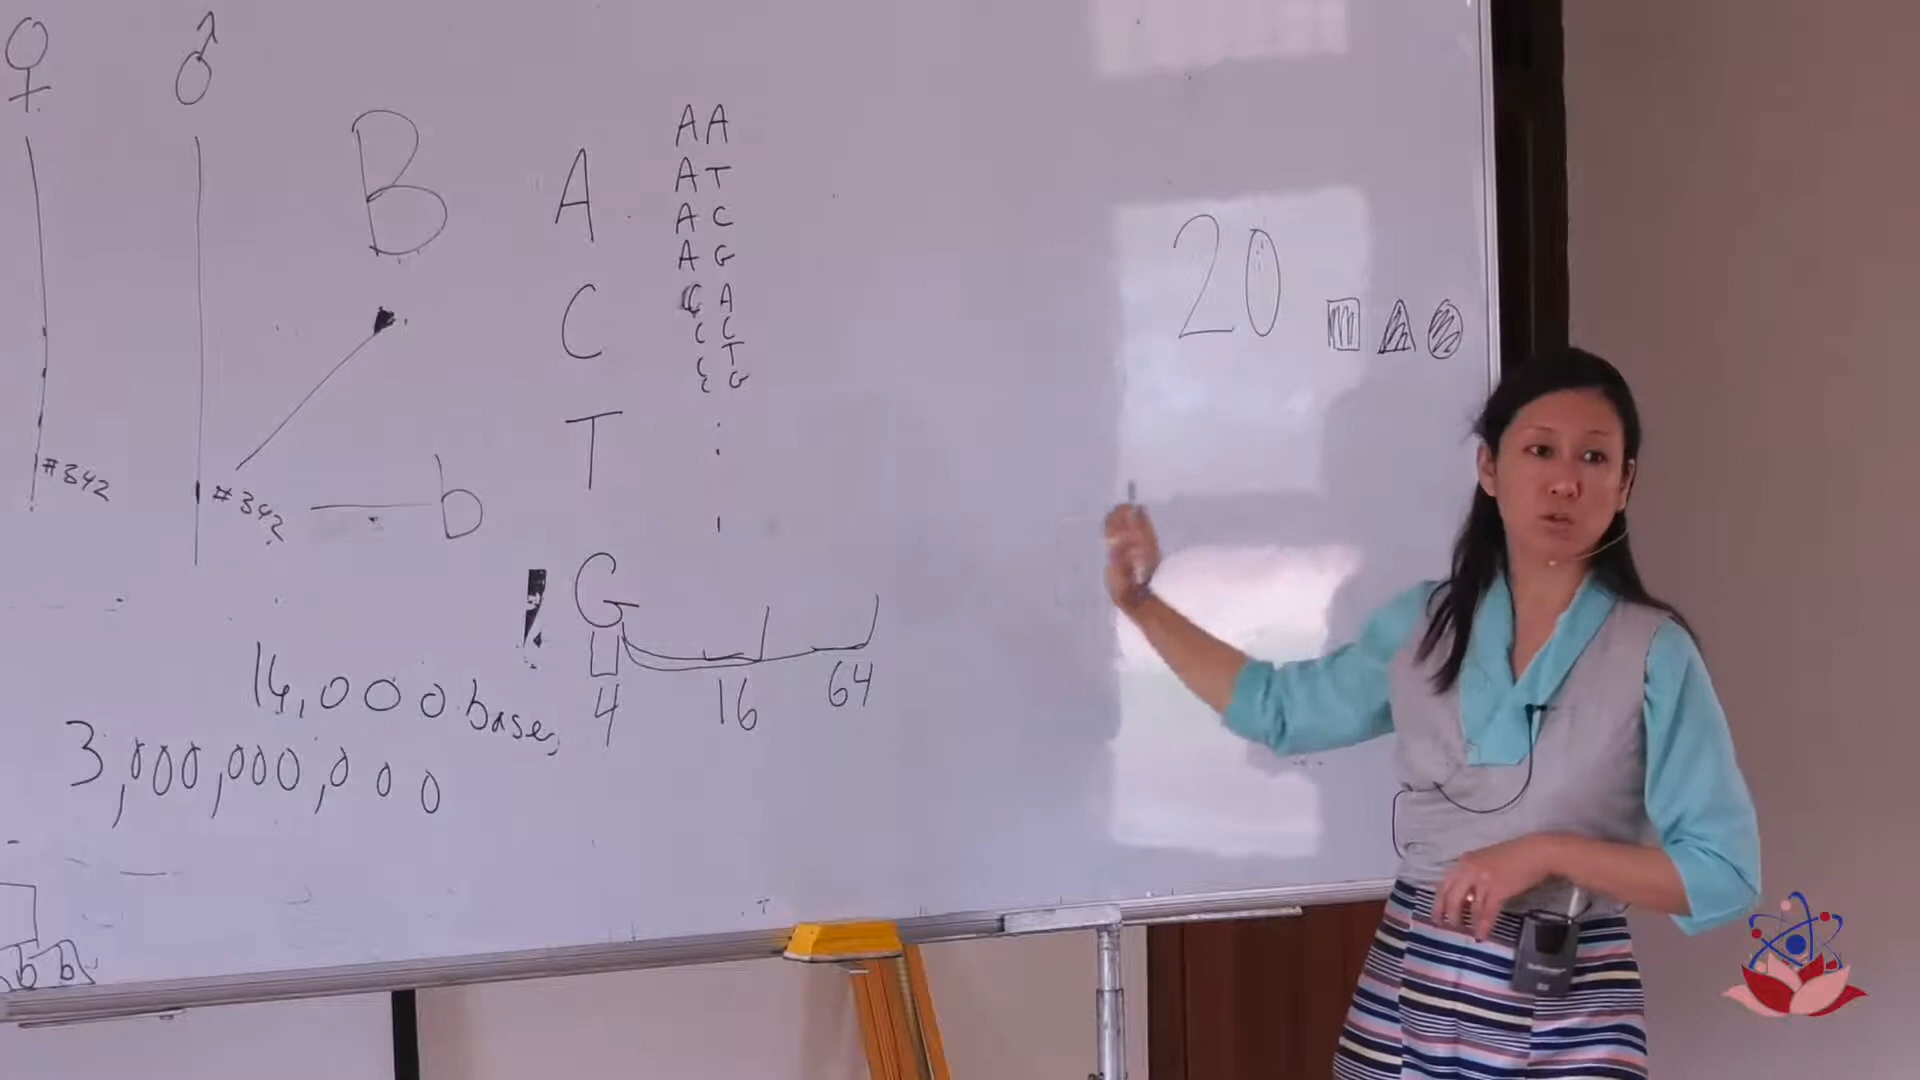 ♀ ♂
#342
#342
B
b
A
C
T
G
AA
AT
AC
AG
CA
CC
CT
CG
4 16 64
14,000 bases
3,000,000,000
20
b b